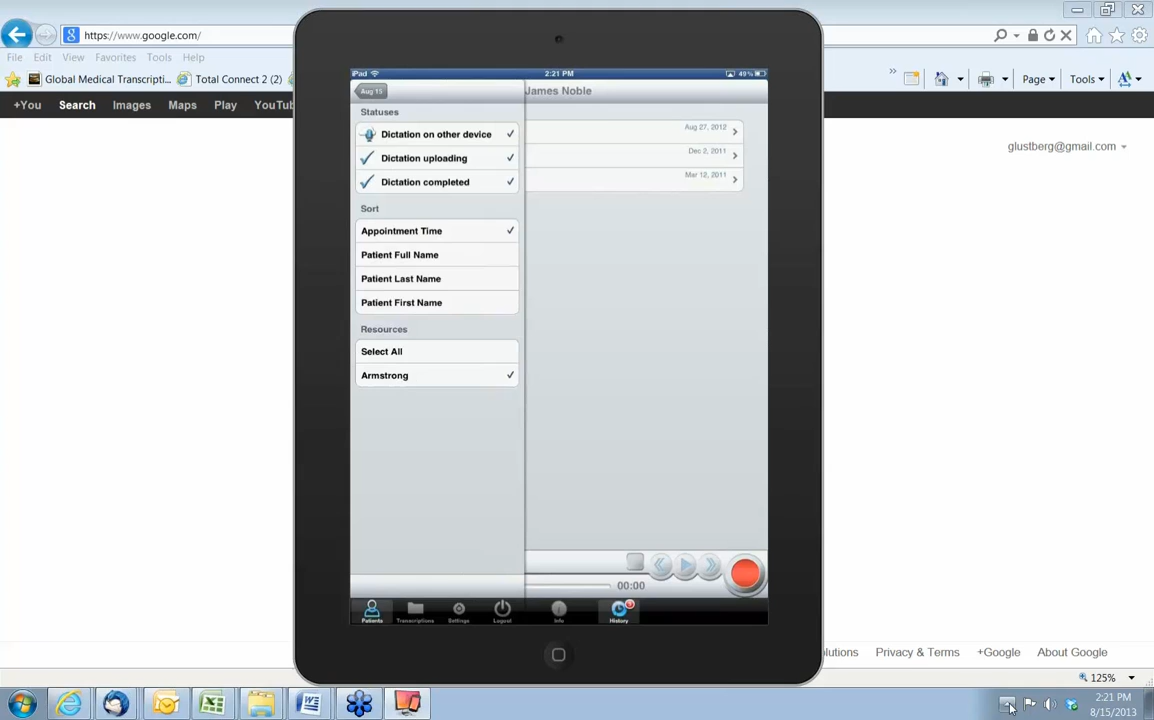 https://www.google.com/
File Edit View Favorites Tools Help
Global Medical Transcripti... Total Connect 2 (2)
Page Tools
+You Search Images Maps Play YouTub
glustberg@gmail.com
iPad 2:21 PM 49%
Aug 15 James Noble
Statuses
Dictation on other device
Dictation uploading
Dictation completed
Aug 27, 2012
Dec 2, 2011
Mar 12, 2011
Sort
Appointment Time
Patient Full Name
Patient Last Name
Patient First Name
Resources
Select All
Armstrong
00:00
Patients Transcriptions Settings Logout Info History
olutions Privacy & Terms +Google About Google
125%
2:21 PM
8/15/2013